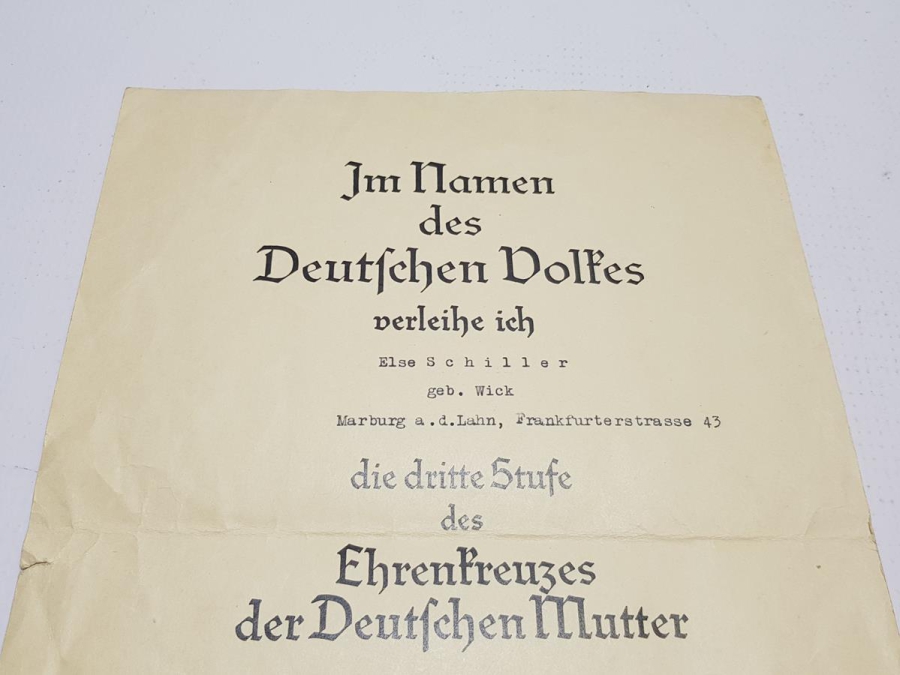 Im Namen
des
Deutſchen Volkes
verleihe ich
Else S c h i l l e r
geb. Wick
Marburg a.d.Lahn, Frankfurterstrasse 43
die dritte Stufe
des
Ehrenkreuzes
der Deutſchen Mutter